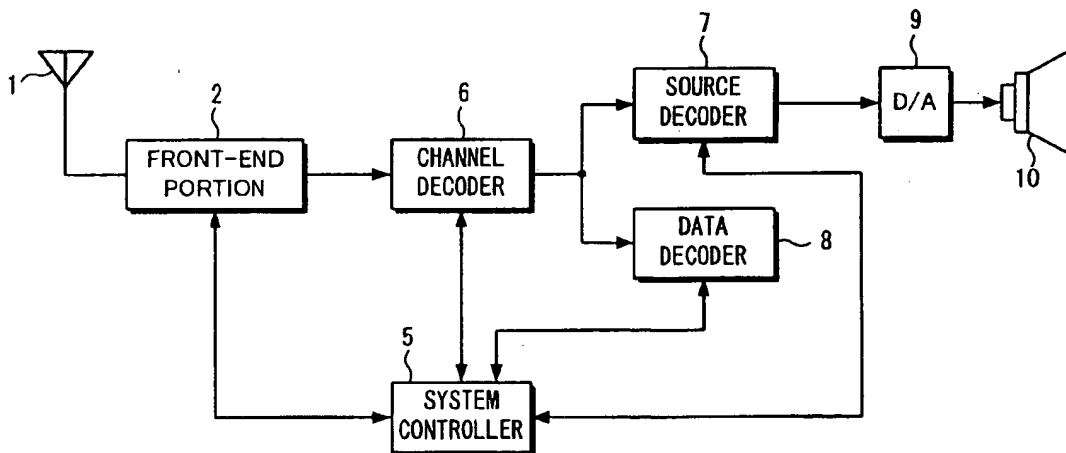 1
2
FRONT-END
PORTION
6
CHANNEL
DECODER
7
SOURCE
DECODER
9
D/A
10
DATA
DECODER
8
5
SYSTEM
CONTROLLER